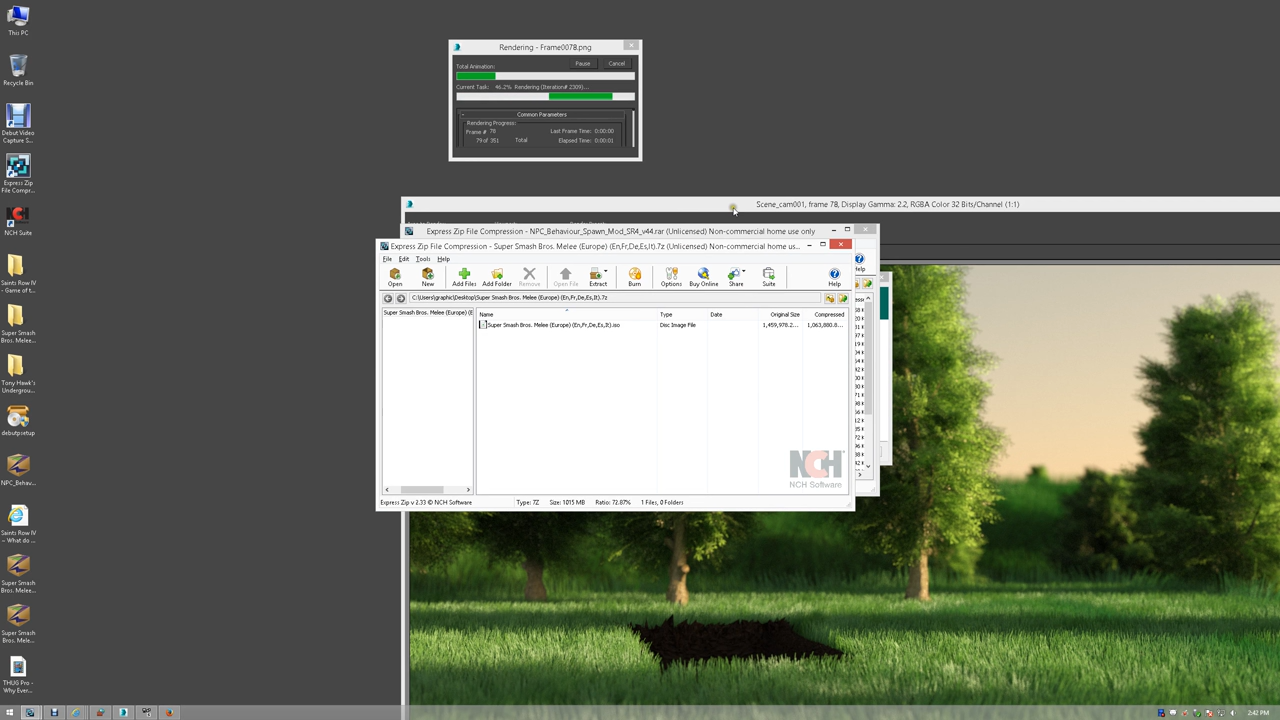 This PC
Recycle Bin
Debut Video
Capture S...
Express Zip
File Compr...
NCH Suite
Saints Row
IV - Game of t...
Super Smash
Bros. Melee ...
Tony Hawk's
Undergrou...
debutpsetup
NPC_Behav...
Saints Row IV
~ What do ...
Super Smash
Bros. Melee...
Super Smash
Bros. Mele...
THUG Pro -
Why Ever...
Rendering - Frame0078.png
Total Animation:
Pause
Cancel
Current Task: 46.2% Rendering (Iteration# 2309)...
Common Parameters
Rendering Progress:
Frame # 78
Last Frame Time: 0:00:00
79 of 351
Total
Elapsed Time: 0:00:01
Scene_cam001, frame 78, Display Gamma: 2.2, RGBA Color 32 Bits/Channel (1:1)
Express Zip File Compression - NPC_Behaviour_Spawn_Mod_SR4_v44.rar (Unlicensed) Non-commercial home use only
Help
Express Zip File Compression - Super Smash Bros. Melee (Europe) (En,Fr,De,Es,It).7z (Unlicensed) Non-commercial home us...
File Edit Tools Help
Open
New
Add Files
Add Folder
Remove
Open File
Extract
Burn
Options
Buy Online
Share
Suite
Help
C:\Users\graphic\Desktop\Super Smash Bros. Melee (Europe) (En,Fr,De,Es,It).7z
Super Smash Bros. Melee (Europe) (E
Name
Type
Date
Original Size
Compressed
Super Smash Bros. Melee (Europe) (En,Fr,De,Es,It).iso
Disc Image File
1,459,978.2...
1,063,880.8...
NCH
NCH Software
Express Zip v 2.33 © NCH Software
Type: 7Z
Size: 1015 MB
Ratio: 72.87%
1 Files, 0 Folders
2:42 PM